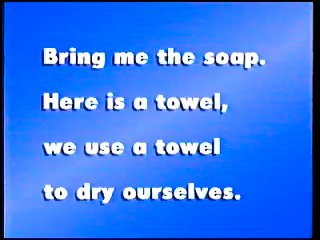 Bring me the soap.
Here is a towel,
we use a towel
to dry ourselves.